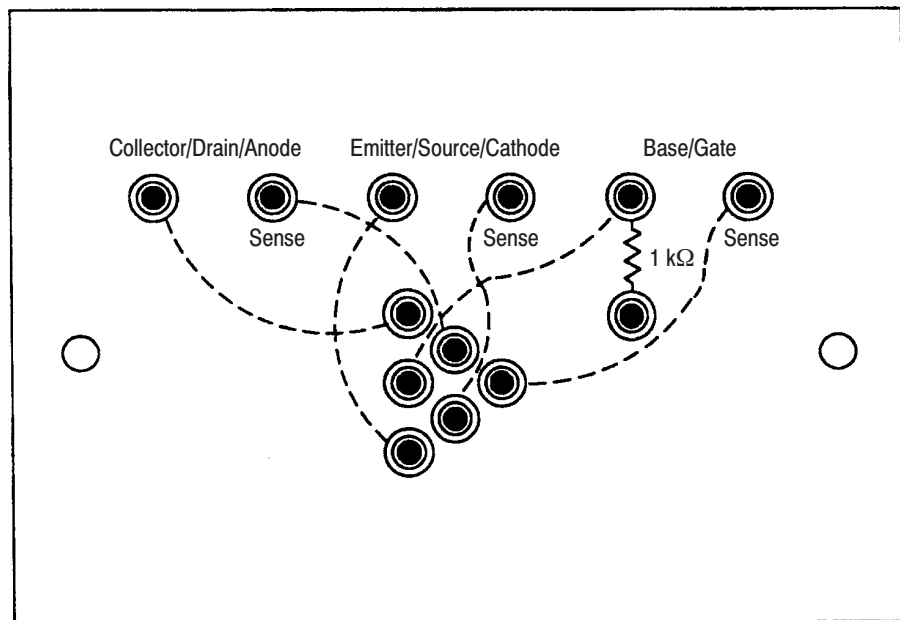 Collector/Drain/Anode Emitter/Source/Cathode Base/Gate
Sense Sense Sense
1 kΩ